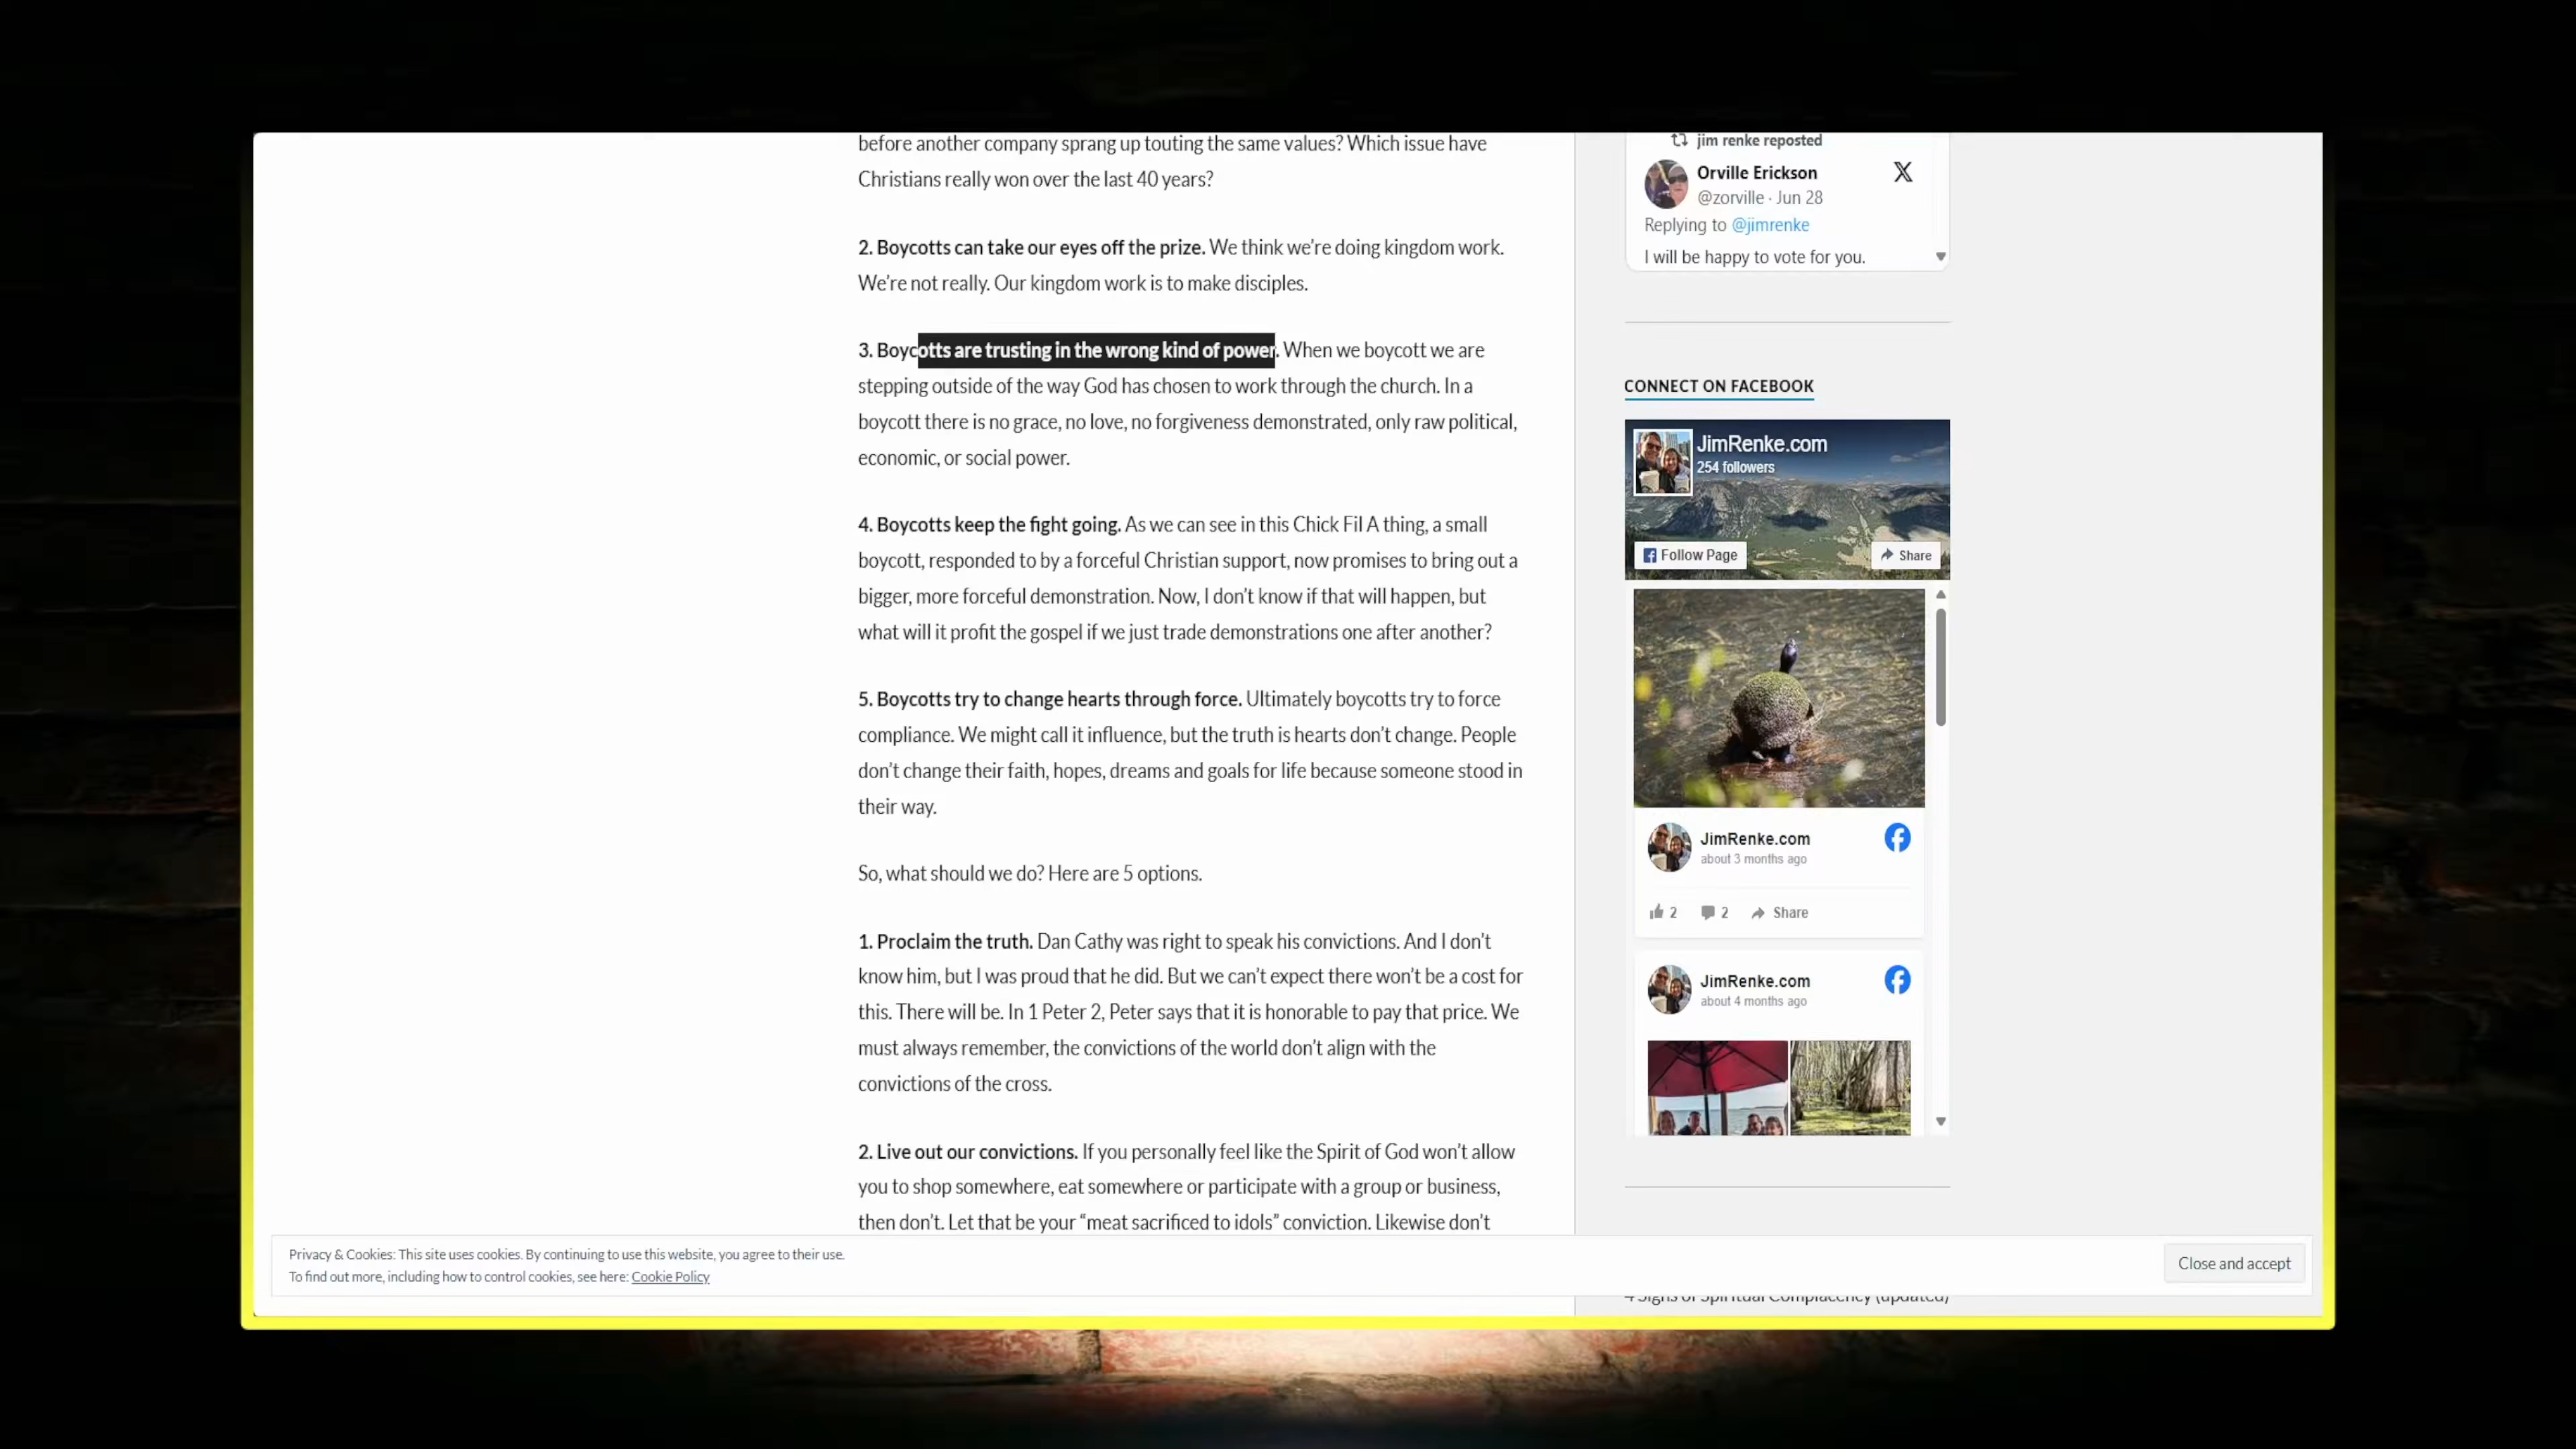 before another company sprang up touting the same values? Which issue have
Christians really won over the last 40 years?
2. Boycotts can take our eyes off the prize. We think we're doing kingdom work.
We're not really. Our kingdom work is to make disciples.
3. Boycotts are trusting in the wrong kind of power. When we boycott we are
stepping outside of the way God has chosen to work through the church. In a
boycott there is no grace, no love, no forgiveness demonstrated, only raw political,
economic, or social power.
4. Boycotts keep the fight going. As we can see in this Chick Fil A thing, a small
boycott, responded to by a forceful Christian support, now promises to bring out a
bigger, more forceful demonstration. Now, I don't know if that will happen, but
what will it profit the gospel if we just trade demonstrations one after another?
5. Boycotts try to change hearts through force. Ultimately boycotts try to force
compliance. We might call it influence, but the truth is hearts don't change. People
don't change their faith, hopes, dreams and goals for life because someone stood in
their way.
So, what should we do? Here are 5 options.
1. Proclaim the truth. Dan Cathy was right to speak his convictions. And I don't
know him, but I was proud that he did. But we can't expect there won't be a cost for
this. There will be. In 1 Peter 2, Peter says that it is honorable to pay that price. We
must always remember, the convictions of the world don't align with the
convictions of the cross.
2. Live out our convictions. If you personally feel like the Spirit of God won't allow
you to shop somewhere, eat somewhere or participate with a group or business,
then don't. Let that be your “meat sacrificed to idols” conviction. Likewise don't
jim renke reposted
Orville Erickson
@zorville · Jun 28
Replying to @jimrenke
I will be happy to vote for you.
CONNECT ON FACEBOOK
JimRenke.com
254 followers
Follow Page
Share
JimRenke.com
about 3 months ago
2 2 Share
JimRenke.com
about 4 months ago
4 Signs of Spiritual Complacency (updated)
Privacy & Cookies: This site uses cookies. By continuing to use this website, you agree to their use.
To find out more, including how to control cookies, see here: Cookie Policy
Close and accept